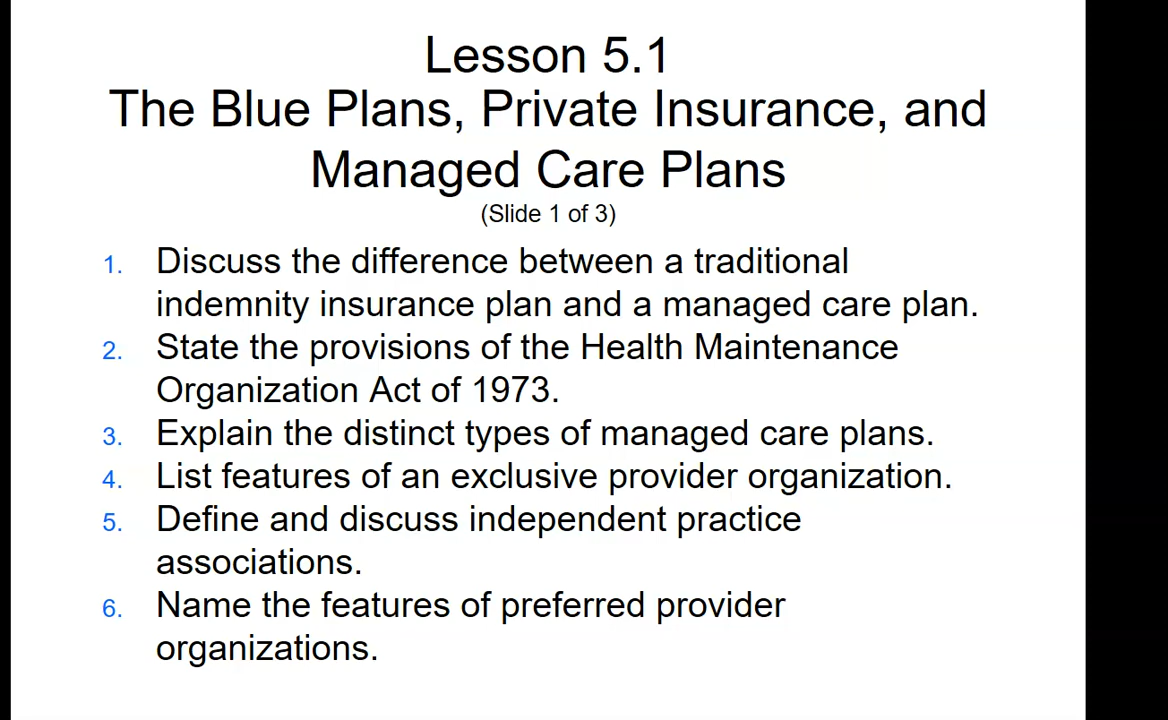 Lesson 5.1
The Blue Plans, Private Insurance, and
Managed Care Plans
(Slide 1 of 3)
1. Discuss the difference between a traditional
indemnity insurance plan and a managed care plan.
2. State the provisions of the Health Maintenance
Organization Act of 1973.
3. Explain the distinct types of managed care plans.
4. List features of an exclusive provider organization.
5. Define and discuss independent practice
associations.
6. Name the features of preferred provider
organizations.